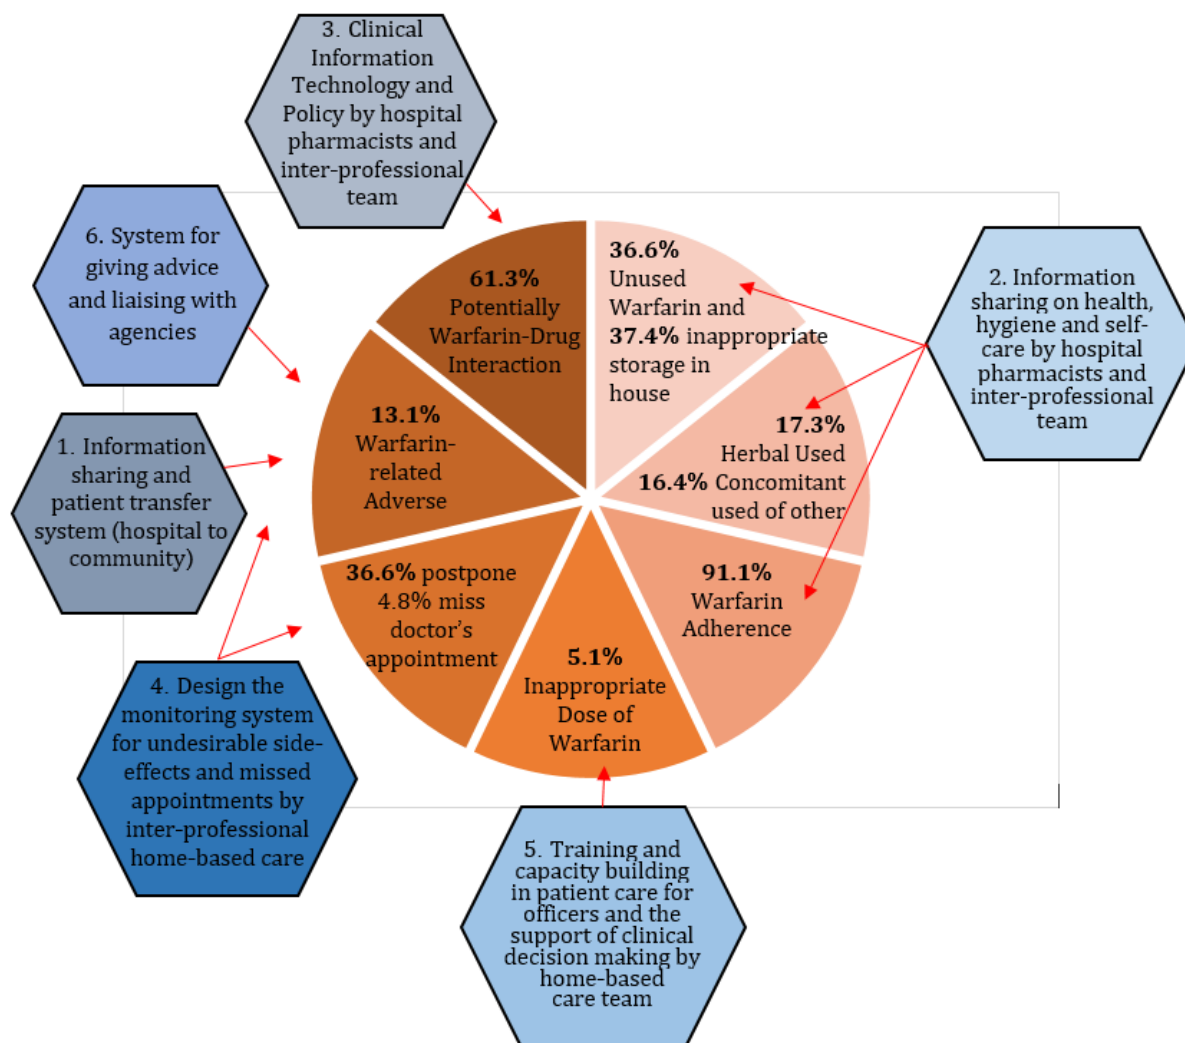 3. Clinical
Information
Technology and
Policy by hospital
pharmacists and
inter-professional
team
6. System for
giving advice
and liaising with
agencies
1. Information
sharing and
patient transfer
system (hospital to
community)
4. Design the
monitoring system
for undesirable side-
effects and missed
appointments by
inter-professional
home-based care
61.3%
Potentially
Warfarin-Drug
Interaction
36.6%
Unused
Warfarin and
37.4% inappropriate
storage in
house
13.1%
Warfarin-
related
Adverse
17.3%
Herbal Used
16.4% Concomitant
used of other
36.6% postpone
4.8% miss
doctor's
appointment
5.1%
Inappropriate
Dose of
Warfarin
91.1%
Warfarin
Adherence
2. Information
sharing on health,
hygiene and self-
care by hospital
pharmacists and
inter-professional
team
5. Training and
capacity building
in patient care for
officers and the
support of clinical
decision making by
home-based
care team